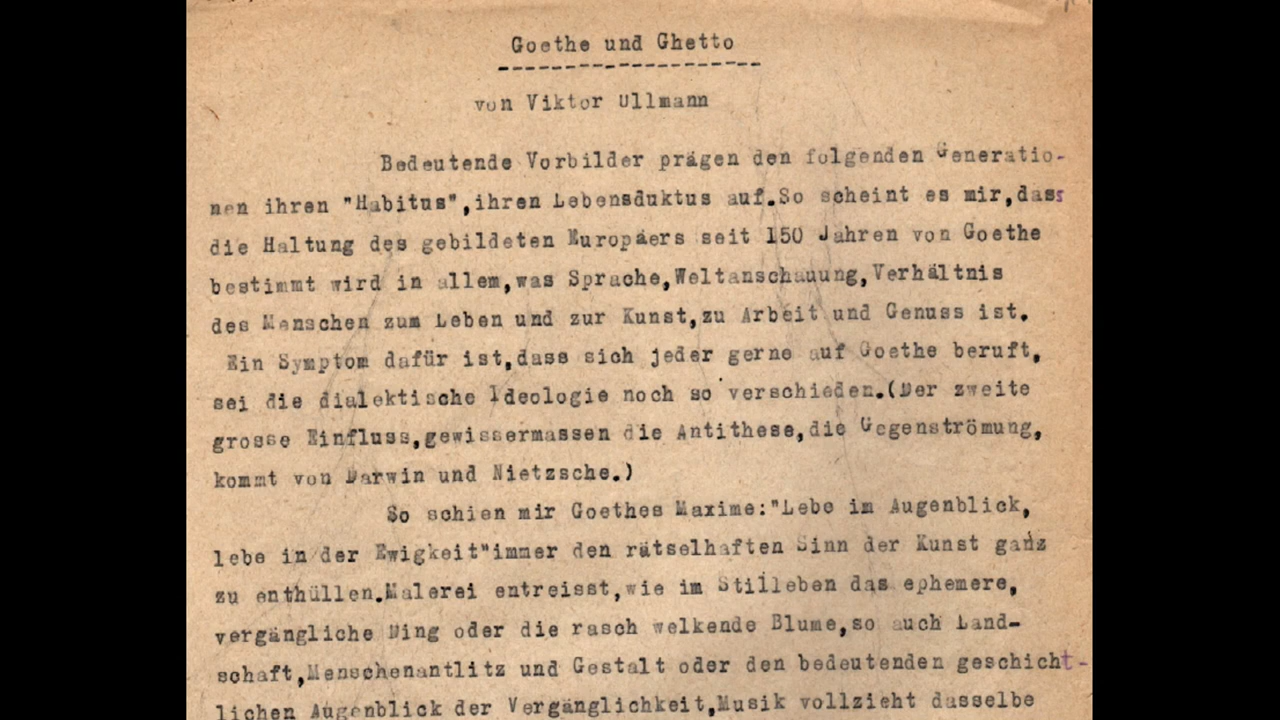 Goethe und Ghetto
-------------------
von Viktor Ullmann
Bedeutende Vorbilder prägen den folgenden Generatio-
nen ihren "Habitus",ihren Lebensduktus auf.So scheint es mir,dass
die Haltung des gebildeten Europäers seit 150 Jahren von Goethe
bestimmt wird in allem,was Sprache,Weltanschauung,Verhältnis
des Menschen zum Leben und zur Kunst,zu Arbeit und Genuss ist.
Ein Symptom dafür ist,dass sich jeder gerne auf Goethe beruft,
sei die dialektische Ideologie noch so verschieden.(Der zweite
grosse Einfluss,gewissermassen die Antithese,die Gegenströmung,
kommt von Darwin und Nietzsche.)
So schien mir Goethes Maxime:"Lebe im Augenblick,
lebe in der Ewigkeit"immer den rätselhaften Sinn der Kunst ganz
zu enthüllen.Malerei entreisst,wie im Stilleben das ephemere,
vergängliche Ding oder die rasch welkende Blume,so auch Land-
schaft,Menschenantlitz und Gestalt oder den bedeutenden geschicht-
lichen Augenblick der Vergänglichkeit,Musik vollzieht dasselbe